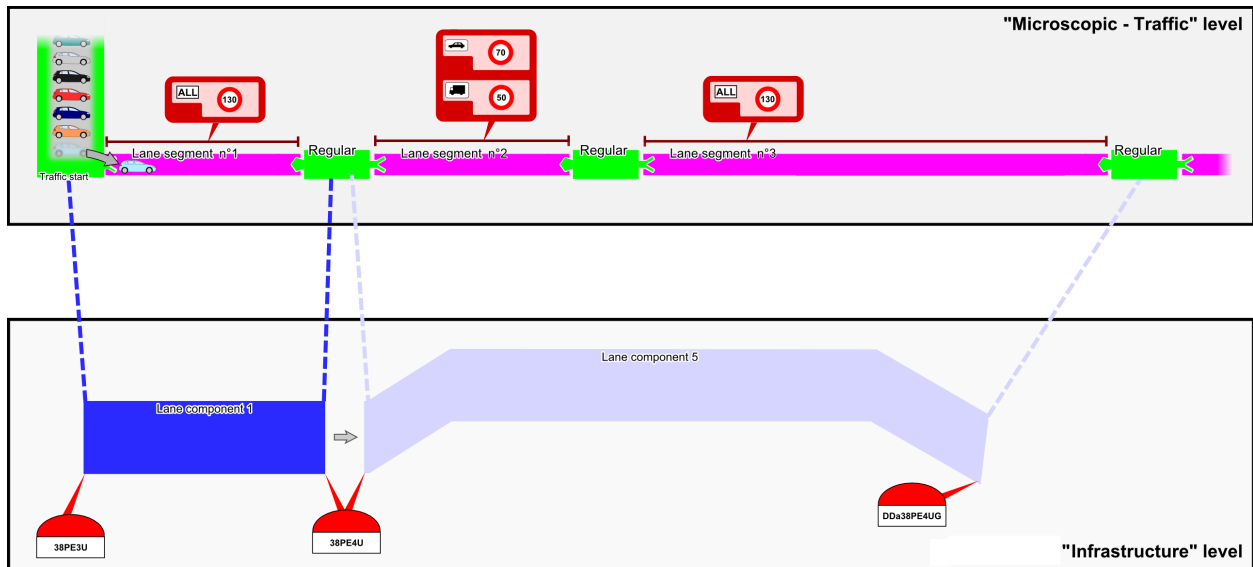 "Microscopic - Traffic" level
ALL
130
70
50
ALL
130
Lane segment n°1
Regular
Lane segment n°2
Regular
Lane segment n°3
Regular
Traffic start
Lane component 5
Lane component 1
38PE3U
38PE4U
DDa38PE4UG
"Infrastructure" level